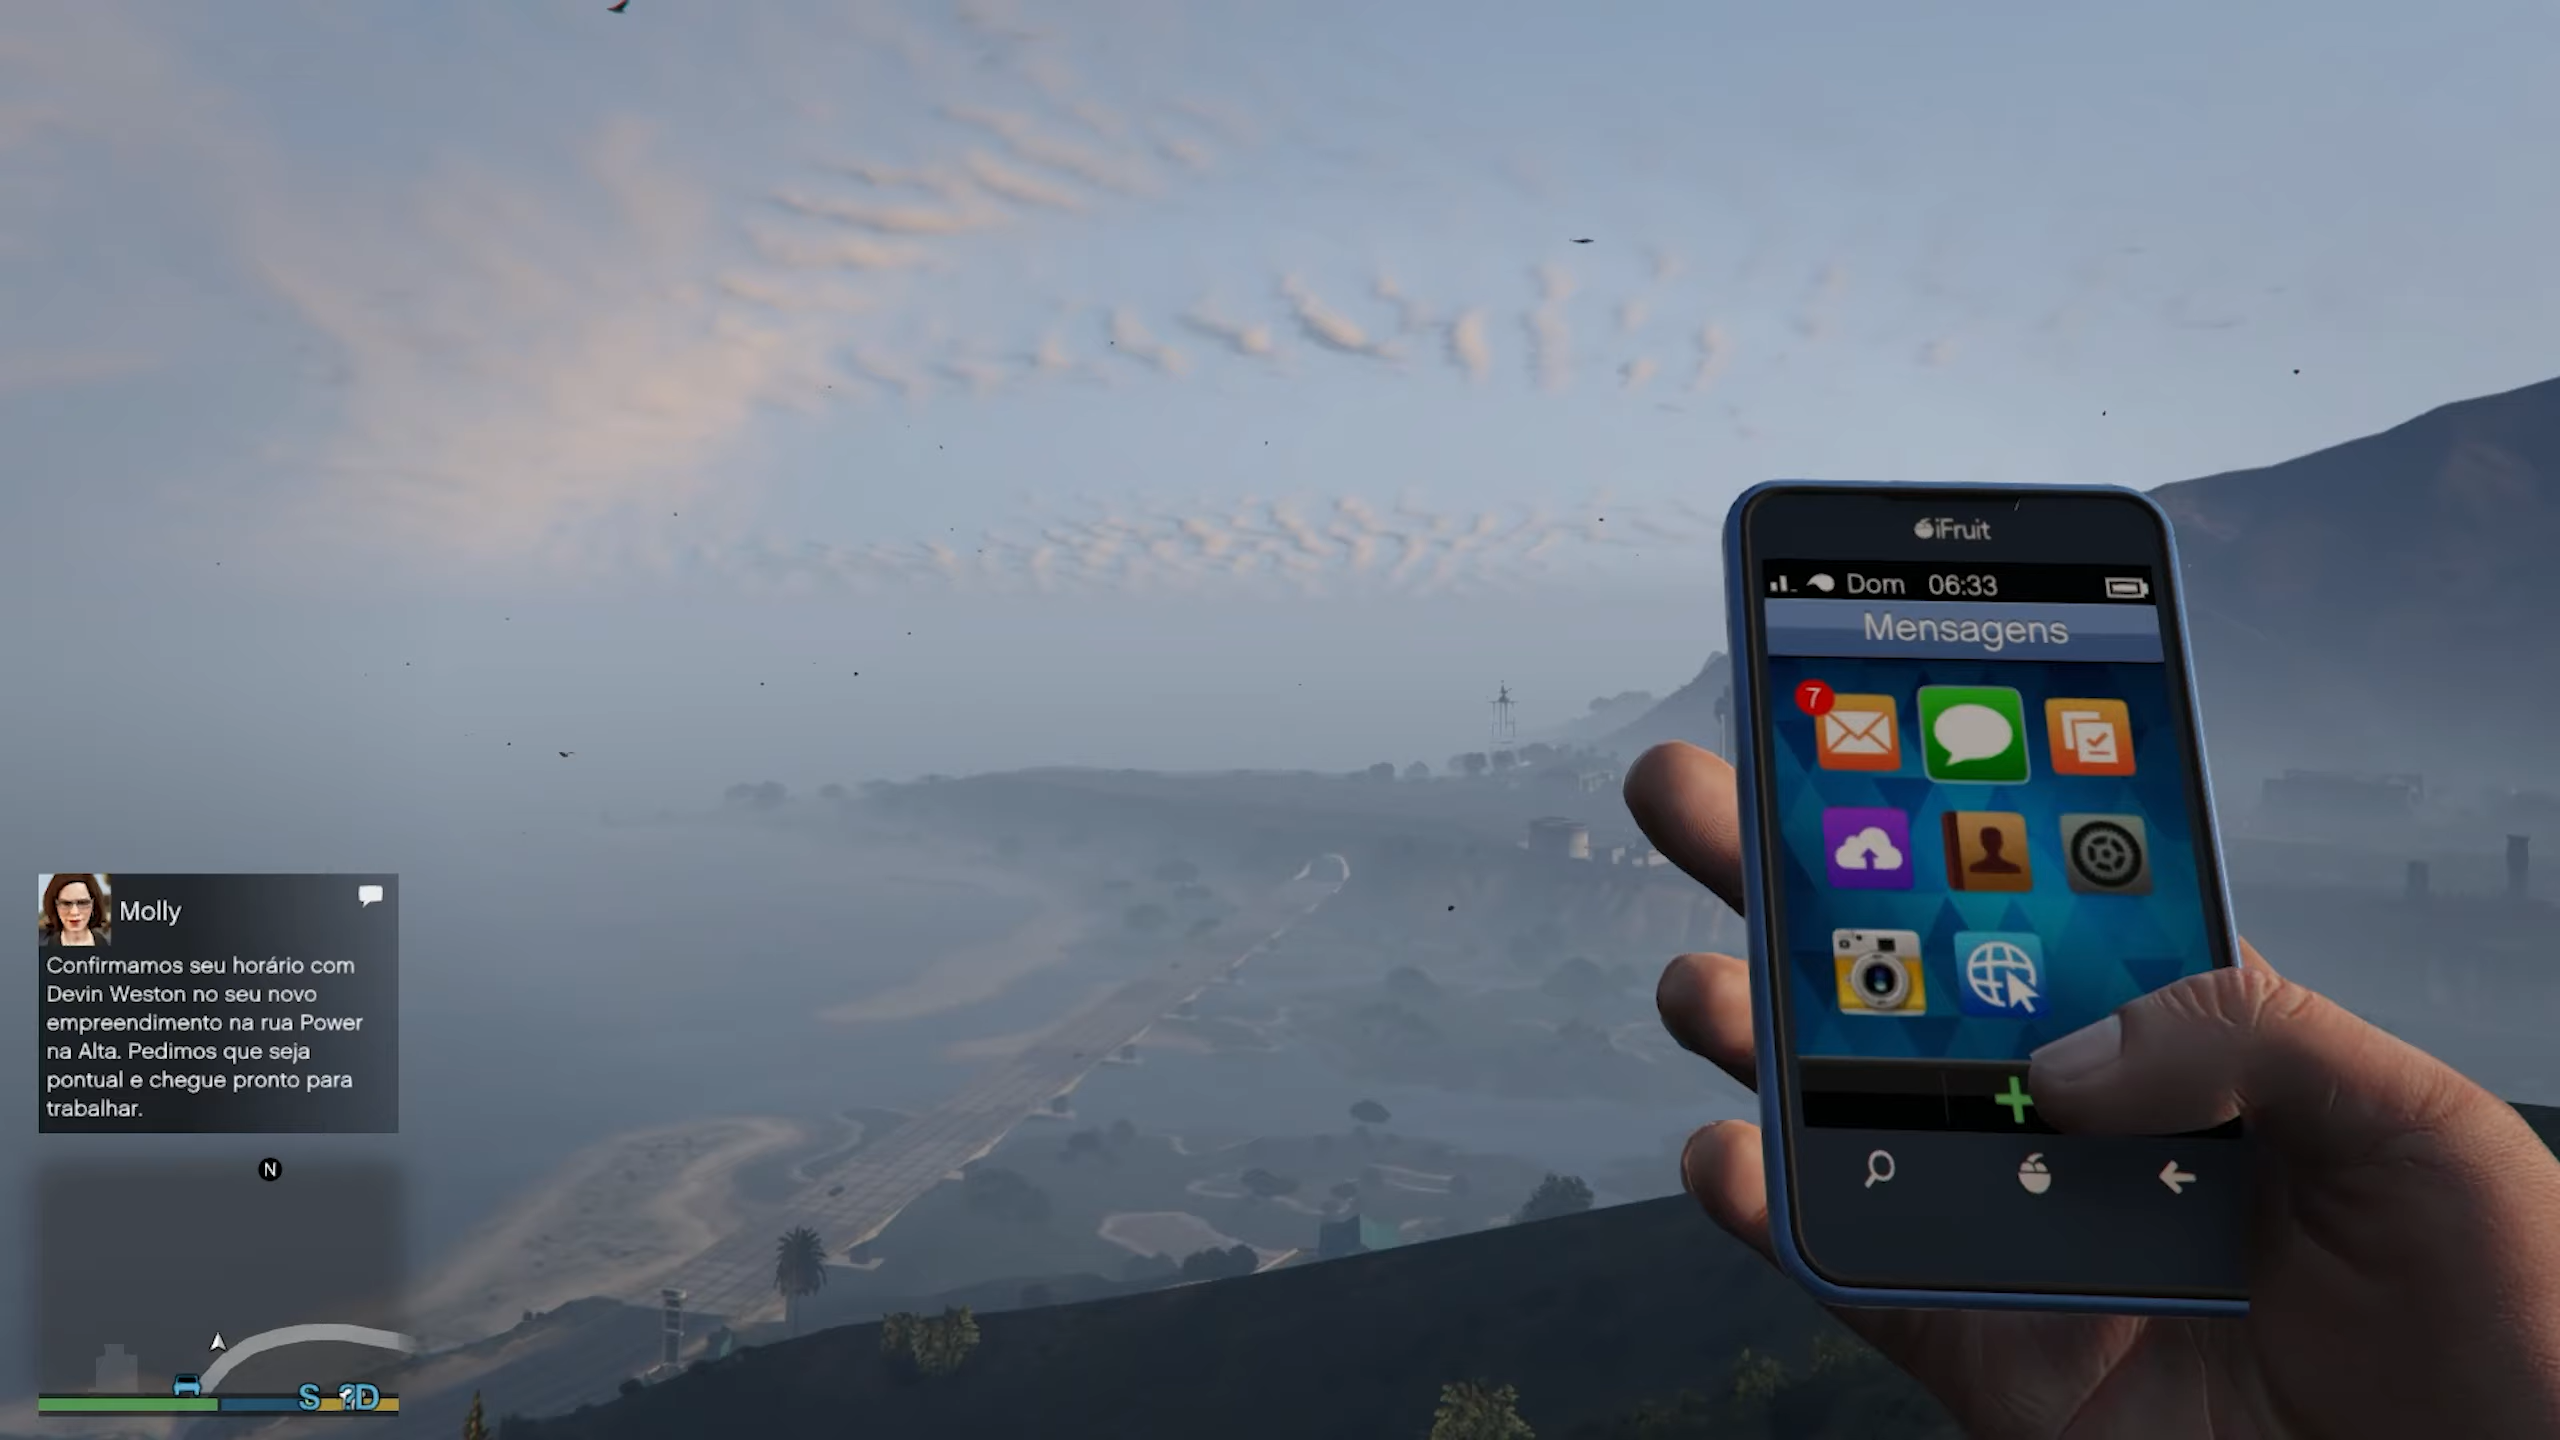 iFruit
Dom 06:33
Mensagens
7
Molly
Confirmamos seu horário com
Devin Weston no seu novo
empreendimento na rua Power
na Alta. Pedimos que seja
pontual e chegue pronto para
trabalhar.
N
S ? D